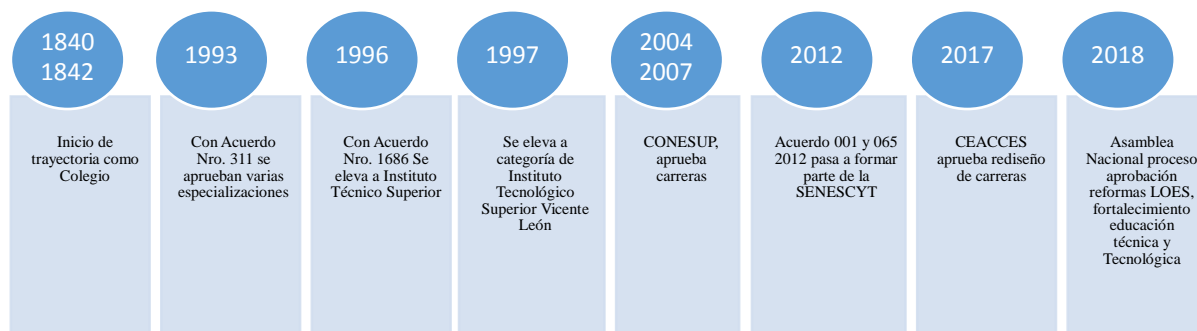 1840
1842
Inicio de
trayectoria como
Colegio
1993
Con Acuerdo
Nro. 311 se
aprueban varias
especializaciones
1996
Con Acuerdo
Nro. 1686 Se
eleva a Instituto
Técnico Superior
1997
Se eleva a
categoría de
Instituto
Tecnológico
Superior Vicente
León
2004
2007
CONESUP,
aprueba
carreras
2012
Acuerdo 001 y 065
2012 pasa a formar
parte de la
SENESCYT
2017
CEACCES
aprueba rediseño
de carreras
2018
Asamblea
Nacional proceso
aprobación
reformas LOES,
fortalecimiento
educación
técnica y
Tecnológica